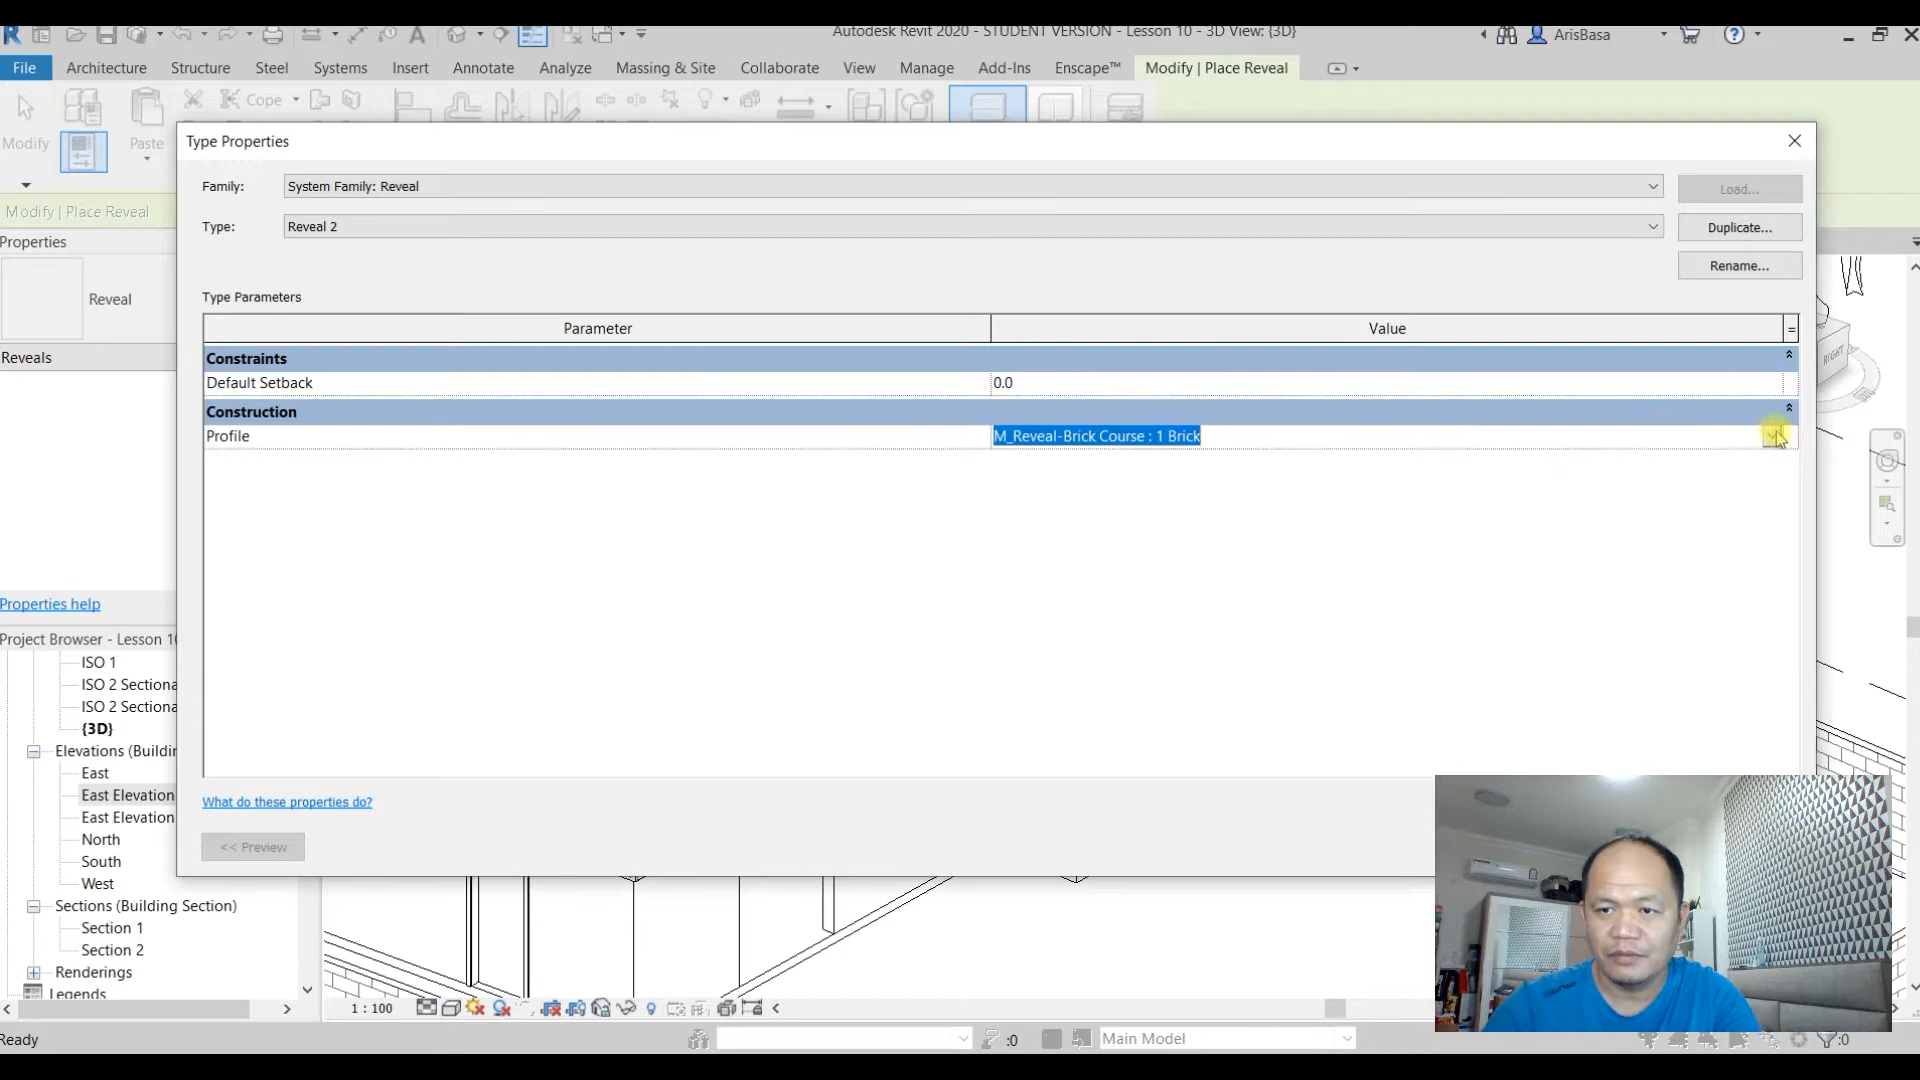 Autodesk Revit 2020 - STUDENT VERSION - Lesson 10 - 3D View: {3D}
ArisBasa
File Architecture Structure Steel Systems Insert Annotate Analyze Massing & Site Collaborate View Manage Add-Ins Enscape™ Modify | Place Reveal
Cope
Modify
Paste
Type Properties
Family: System Family: Reveal Load...
Type: Reveal 2 Duplicate...
Rename...
Modify | Place Reveal
Properties
Reveal
Reveals
Type Parameters
Parameter Value =
Constraints
Default Setback 0.0
Construction
Profile M_Reveal-Brick Course : 1 Brick
RIGHT
Properties help
Project Browser - Lesson 10
ISO 1
ISO 2 Sectiona
ISO 2 Sectiona
{3D}
Elevations (Buildin
East
East Elevation
East Elevation
North
South
West
Sections (Building Section)
Section 1
Section 2
Renderings
Legends
What do these properties do?
<< Preview
1 : 100
Ready
:0
Main Model
:0